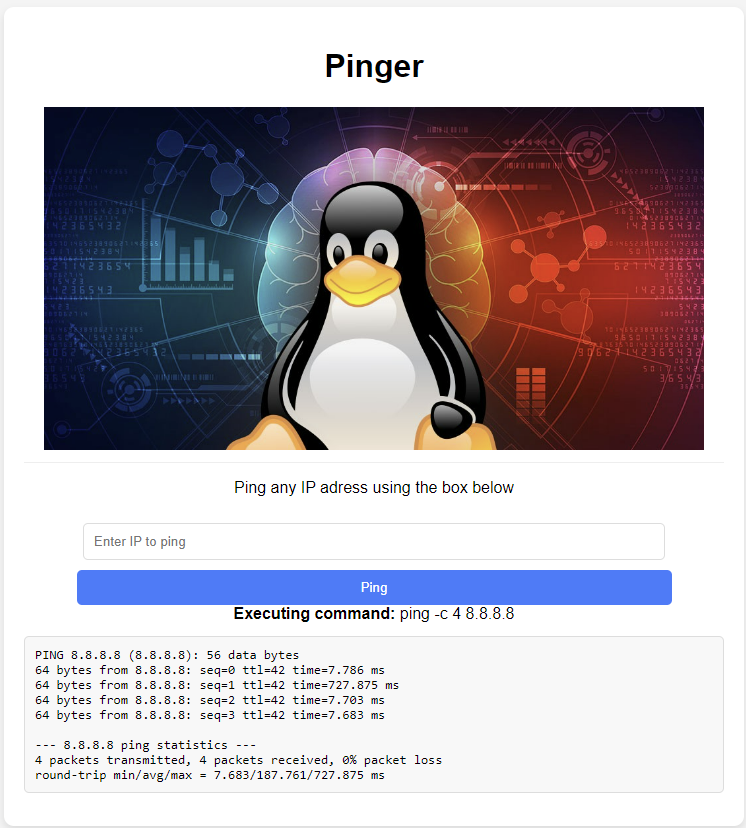 Pinger
Ping any IP adress using the box below
Enter IP to ping
Ping
Executing command: ping -c 4 8.8.8.8
PING 8.8.8.8 (8.8.8.8): 56 data bytes
64 bytes from 8.8.8.8: seq=0 ttl=42 time=7.786 ms
64 bytes from 8.8.8.8: seq=1 ttl=42 time=727.875 ms
64 bytes from 8.8.8.8: seq=2 ttl=42 time=7.703 ms
64 bytes from 8.8.8.8: seq=3 ttl=42 time=7.683 ms
--- 8.8.8.8 ping statistics ---
4 packets transmitted, 4 packets received, 0% packet loss
round-trip min/avg/max = 7.683/187.761/727.875 ms